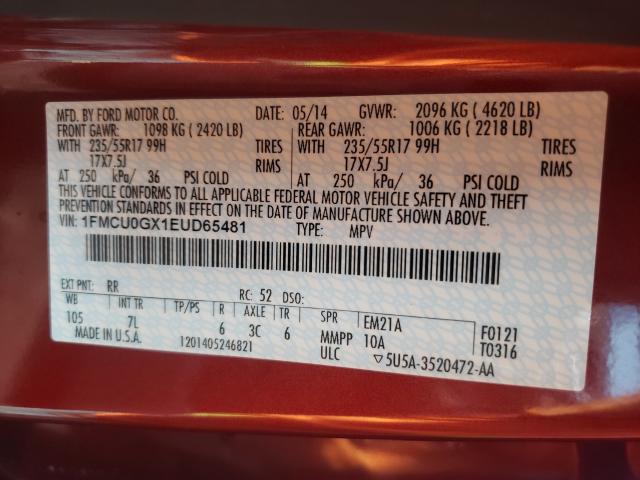 MFD. BY FORD MOTOR CO. DATE: 05/14 GVWR: 2096 KG ( 4620 LB)
FRONT GAWR: 1098 KG ( 2420 LB) REAR GAWR: 1006 KG ( 2218 LB)
WITH 235/55R17 99H TIRES WITH 235/55R17 99H TIRES
17X7.5J RIMS 17X7.5J RIMS
AT 250 kPa/ 36 PSI COLD AT 250 kPa/ 36 PSI COLD
THIS VEHICLE CONFORMS TO ALL APPLICABLE FEDERAL MOTOR VEHICLE SAFETY AND THEFT
PREVENTION STANDARDS IN EFFECT ON THE DATE OF MANUFACTURE SHOWN ABOVE.
VIN: 1FMCU0GX1EUD65481 TYPE: MPV
EXT PNT: RR RC: 52 DSO:
WB INT TR TP/PS R AXLE TR SPR EM21A F0121
105 7L 6 3C 6 MMPP 10A T0316
MADE IN U.S.A. 1201405246821 ULC ▽5U5A-3520472-AA